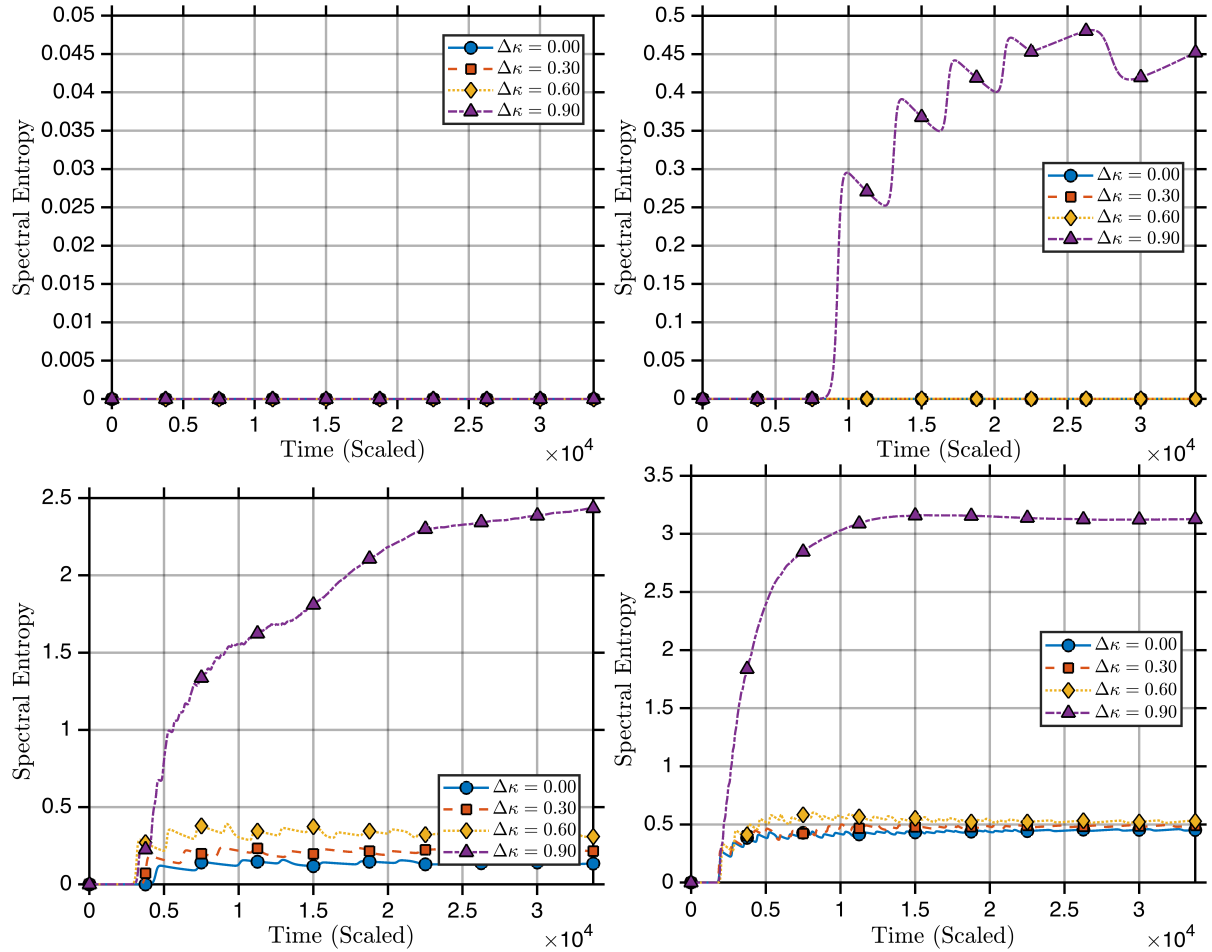 0.05
0.045
0.04
0.035
0.03
0.025
0.02
0.015
0.01
0.005
0
Spectral Entropy
Δκ = 0.00
Δκ = 0.30
Δκ = 0.60
Δκ = 0.90
0 0.5 1 1.5 2 2.5 3
Time (Scaled)
×10⁴
0.5
0.45
0.4
0.35
0.3
0.25
0.2
0.15
0.1
0.05
0
Spectral Entropy
Δκ = 0.00
Δκ = 0.30
Δκ = 0.60
Δκ = 0.90
0 0.5 1 1.5 2 2.5 3
Time (Scaled)
×10⁴
2.5
2
1.5
1
0.5
0
Spectral Entropy
Δκ = 0.00
Δκ = 0.30
Δκ = 0.60
Δκ = 0.90
0 0.5 1 1.5 2 2.5 3
Time (Scaled)
×10⁴
3.5
3
2.5
2
1.5
1
0.5
0
Spectral Entropy
Δκ = 0.00
Δκ = 0.30
Δκ = 0.60
Δκ = 0.90
0 0.5 1 1.5 2 2.5 3
Time (Scaled)
×10⁴